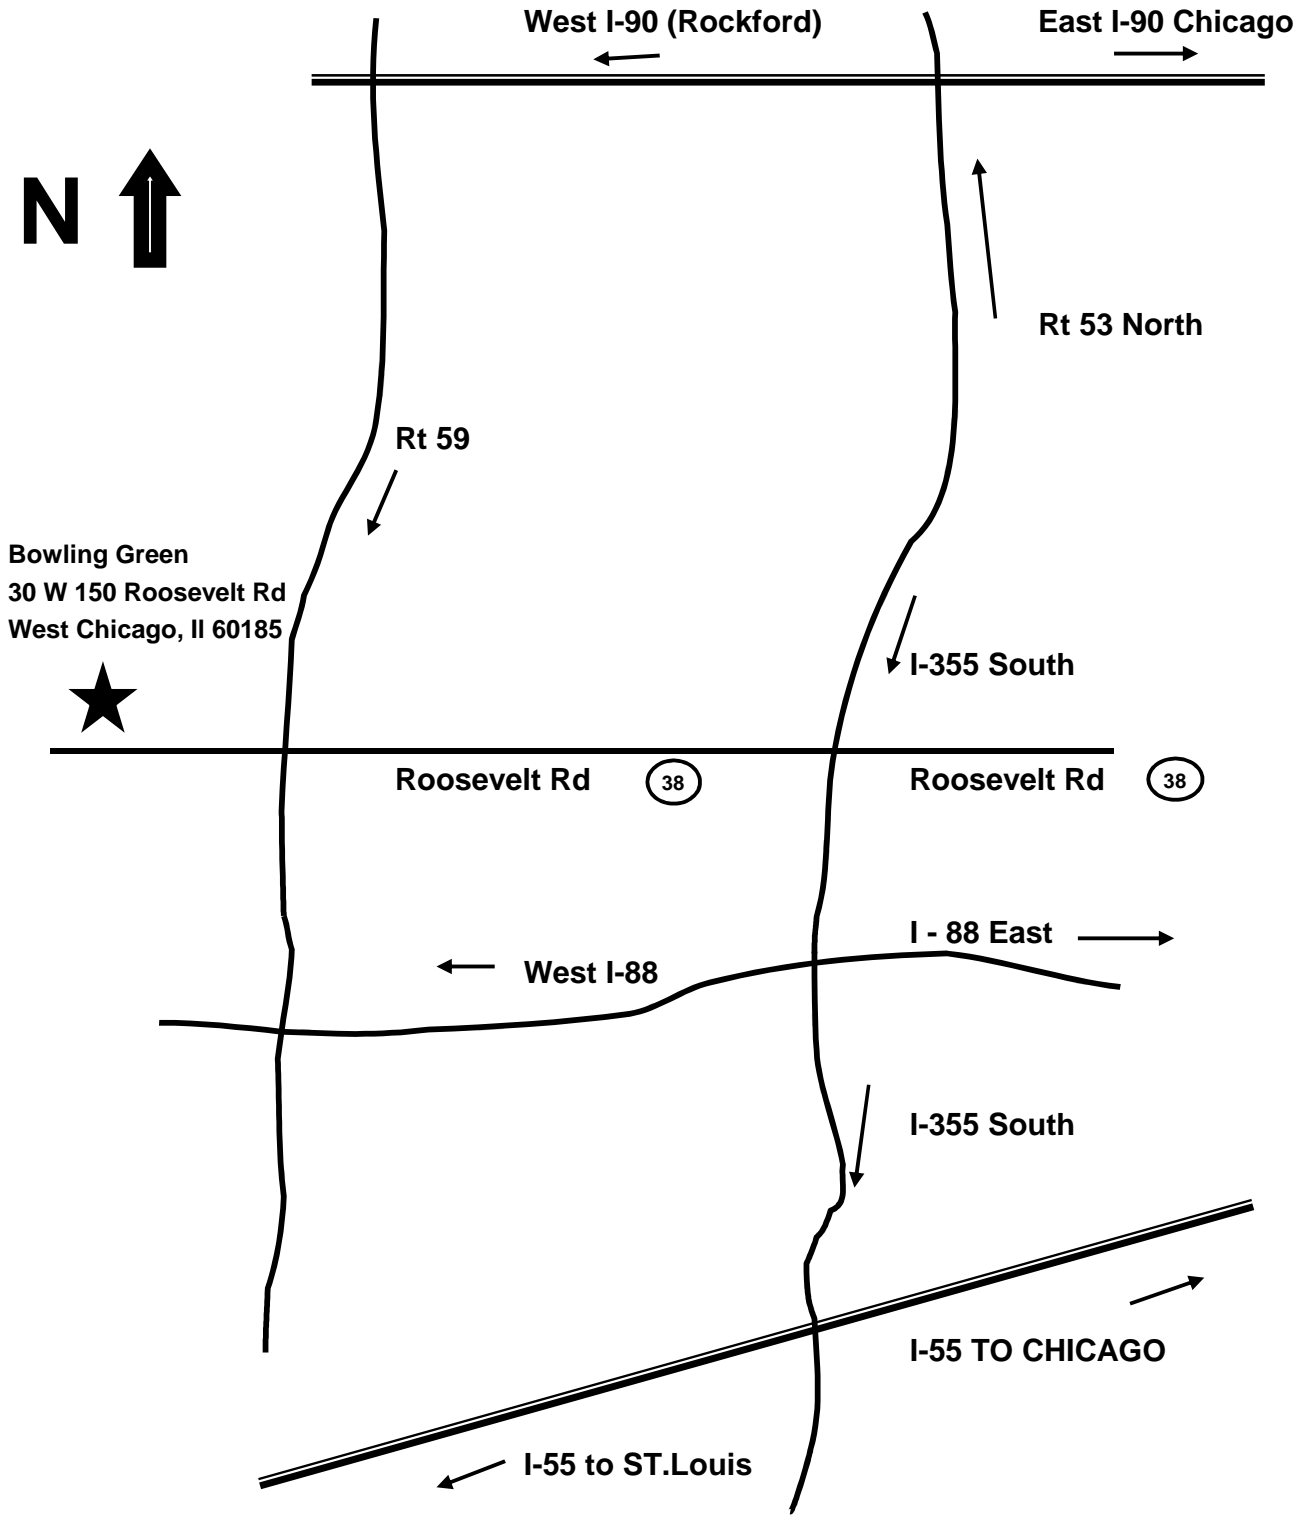 West I-90 (Rockford)
East I-90 Chicago
N
Rt 53 North
Rt 59
Bowling Green
30 W 150 Roosevelt Rd
West Chicago, Il 60185
I-355 South
Roosevelt Rd
38
Roosevelt Rd
38
I - 88 East
West I-88
I-355 South
I-55 TO CHICAGO
I-55 to ST.Louis